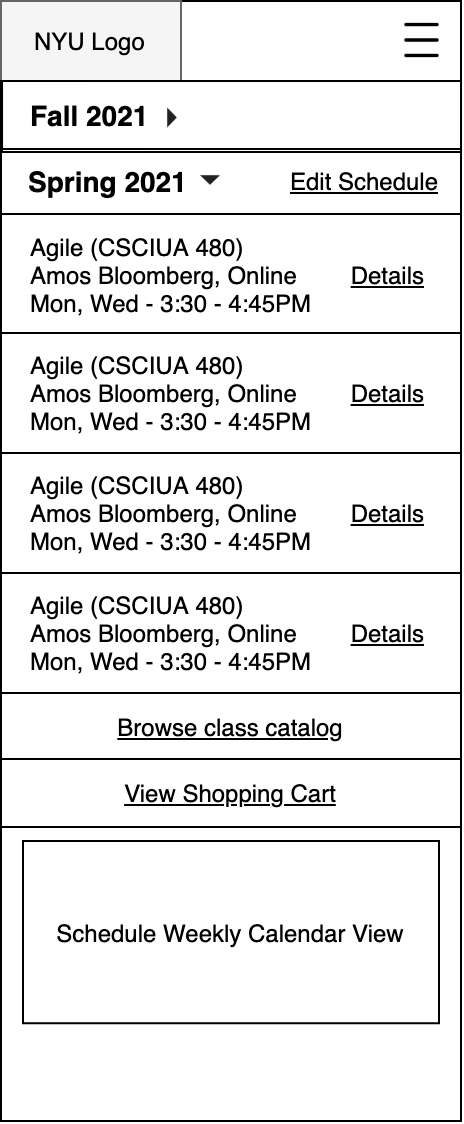 NYU Logo
Fall 2021
Spring 2021 Edit Schedule
Agile (CSCIUA 480)
Amos Bloomberg, Online Details
Mon, Wed - 3:30 - 4:45PM
Agile (CSCIUA 480)
Amos Bloomberg, Online Details
Mon, Wed - 3:30 - 4:45PM
Agile (CSCIUA 480)
Amos Bloomberg, Online Details
Mon, Wed - 3:30 - 4:45PM
Agile (CSCIUA 480)
Amos Bloomberg, Online Details
Mon, Wed - 3:30 - 4:45PM
Browse class catalog
View Shopping Cart
Schedule Weekly Calendar View